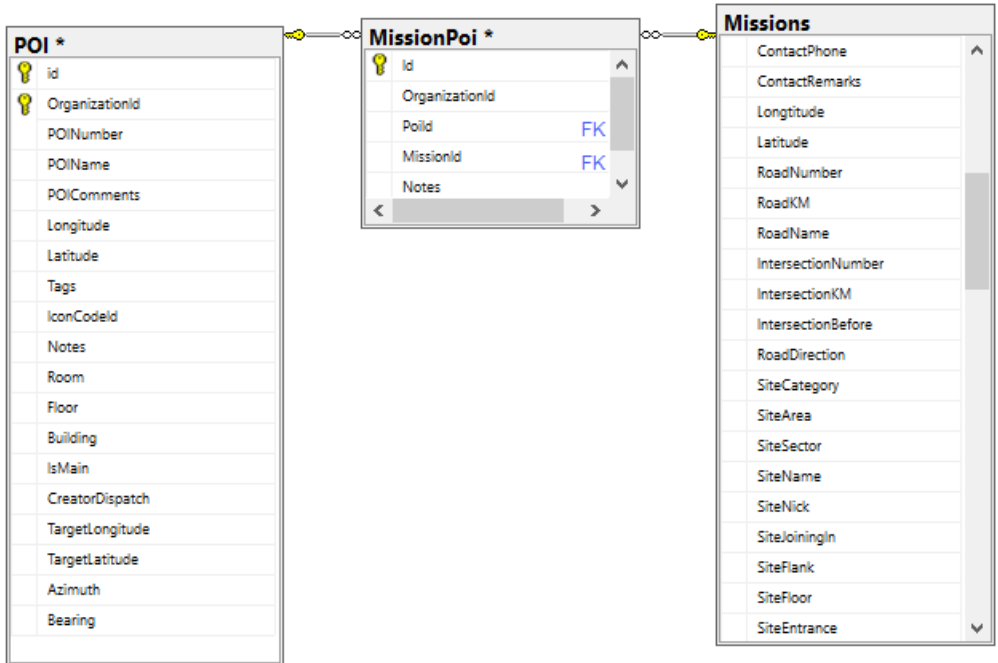 POI *
id
OrganizationId
POINumber
POIName
POIComments
Longitude
Latitude
Tags
IconCodeId
Notes
Room
Floor
Building
IsMain
CreatorDispatch
TargetLongitude
TargetLatitude
Azimuth
Bearing
MissionPoi *
Id
OrganizationId
PoiId FK
MissionId FK
Notes
Missions
ContactPhone
ContactRemarks
Longtitude
Latitude
RoadNumber
RoadKM
RoadName
IntersectionNumber
IntersectionKM
IntersectionBefore
RoadDirection
SiteCategory
SiteArea
SiteSector
SiteName
SiteNick
SiteJoiningIn
SiteFlank
SiteFloor
SiteEntrance